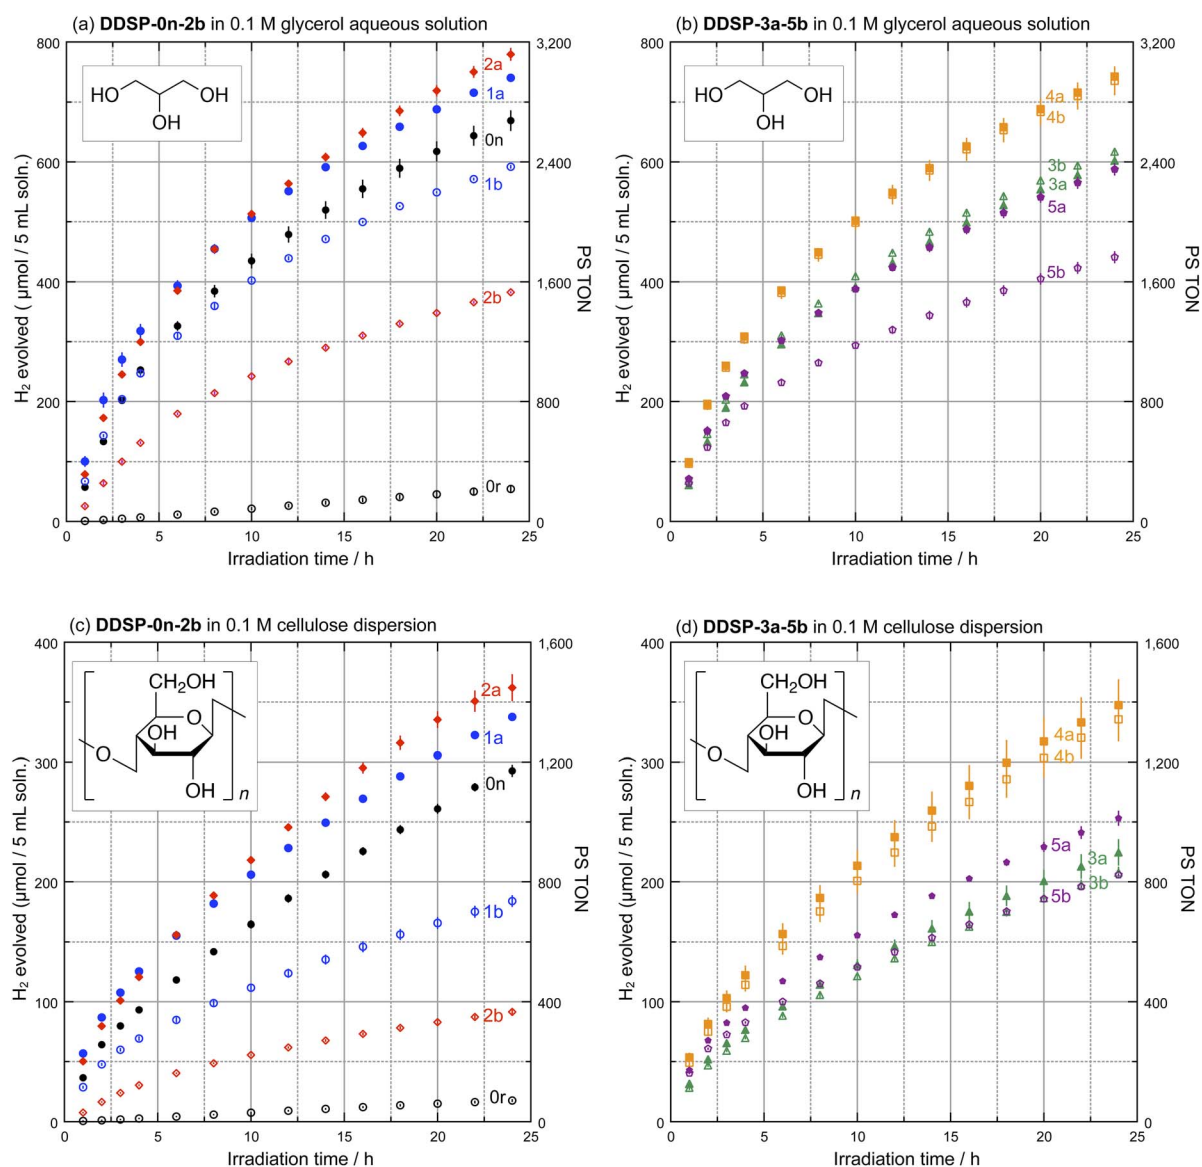 (a) DDSP-0n-2b in 0.1 M glycerol aqueous solution
800
600
400
200
0
3,200
2,400
1,600
800
0
0 5 10 15 20 25
H₂ evolved ( μmol / 5 mL soln.)
PS TON
Irradiation time / h
HO OH
OH
2a
1a
0n
1b
2b
0r
(b) DDSP-3a-5b in 0.1 M glycerol aqueous solution
800
600
400
200
0
3,200
2,400
1,600
800
0
0 5 10 15 20 25
H₂ evolved ( μmol / 5 mL soln.)
PS TON
Irradiation time / h
HO OH
OH
4a
4b
3b
3a
5a
5b
(c) DDSP-0n-2b in 0.1 M cellulose dispersion
400
300
200
100
0
1,600
1,200
800
400
0
0 5 10 15 20 25
H₂ evolved (μmol / 5 mL soln.)
PS TON
Irradiation time / h
CH₂OH
O
OH
O
OH
n
2a
1a
0n
1b
2b
0r
(d) DDSP-3a-5b in 0.1 M cellulose dispersion
400
300
200
100
0
1,600
1,200
800
400
0
0 5 10 15 20 25
H₂ evolved (μmol / 5 mL soln.)
PS TON
Irradiation time / h
CH₂OH
O
OH
O
OH
n
4a
4b
5a
3a
3b
5b